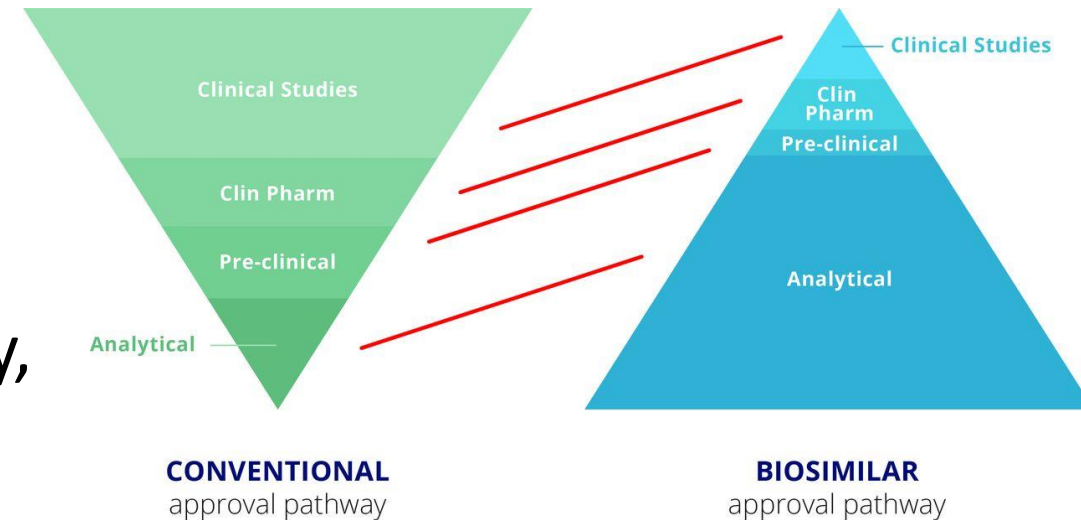 Clinical Studies
Clin Pharm
Pre-clinical
Analytical
y,
CONVENTIONAL
approval pathway
Clinical Studies
Clin
Pharm
Pre-clinical
Analytical
BIOSIMILAR
approval pathway